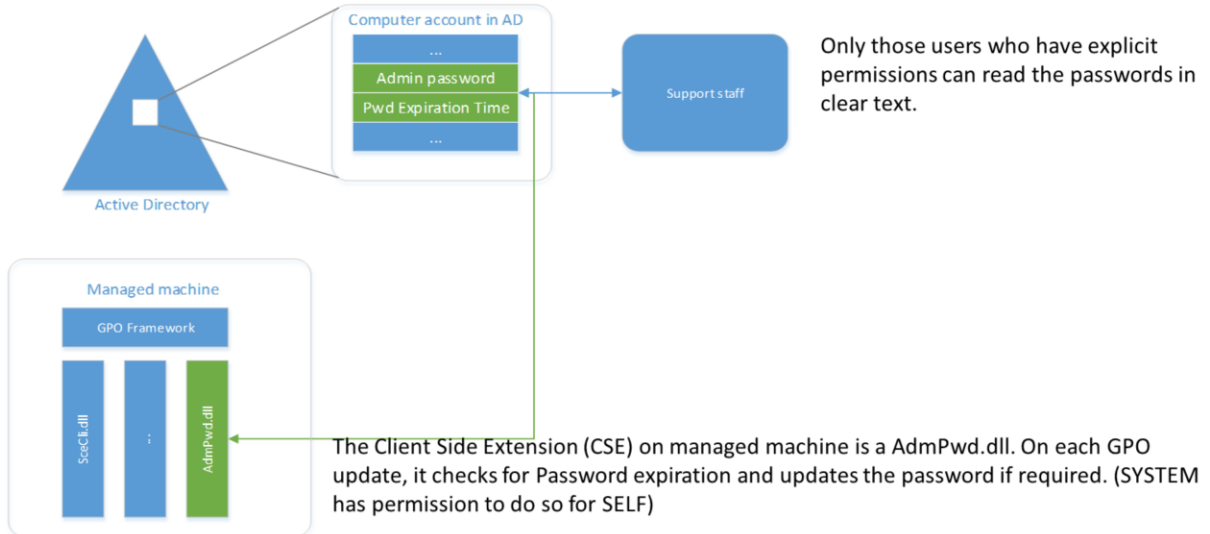 Computer account in AD
...
Admin password
Pwd Expiration Time
...
Support staff
Only those users who have explicit
permissions can read the passwords in
clear text.
Active Directory
Managed machine
GPO Framework
SceCli.dll
...
AdmPwd.dll
The Client Side Extension (CSE) on managed machine is a AdmPwd.dll. On each GPO
update, it checks for Password expiration and updates the password if required. (SYSTEM
has permission to do so for SELF)